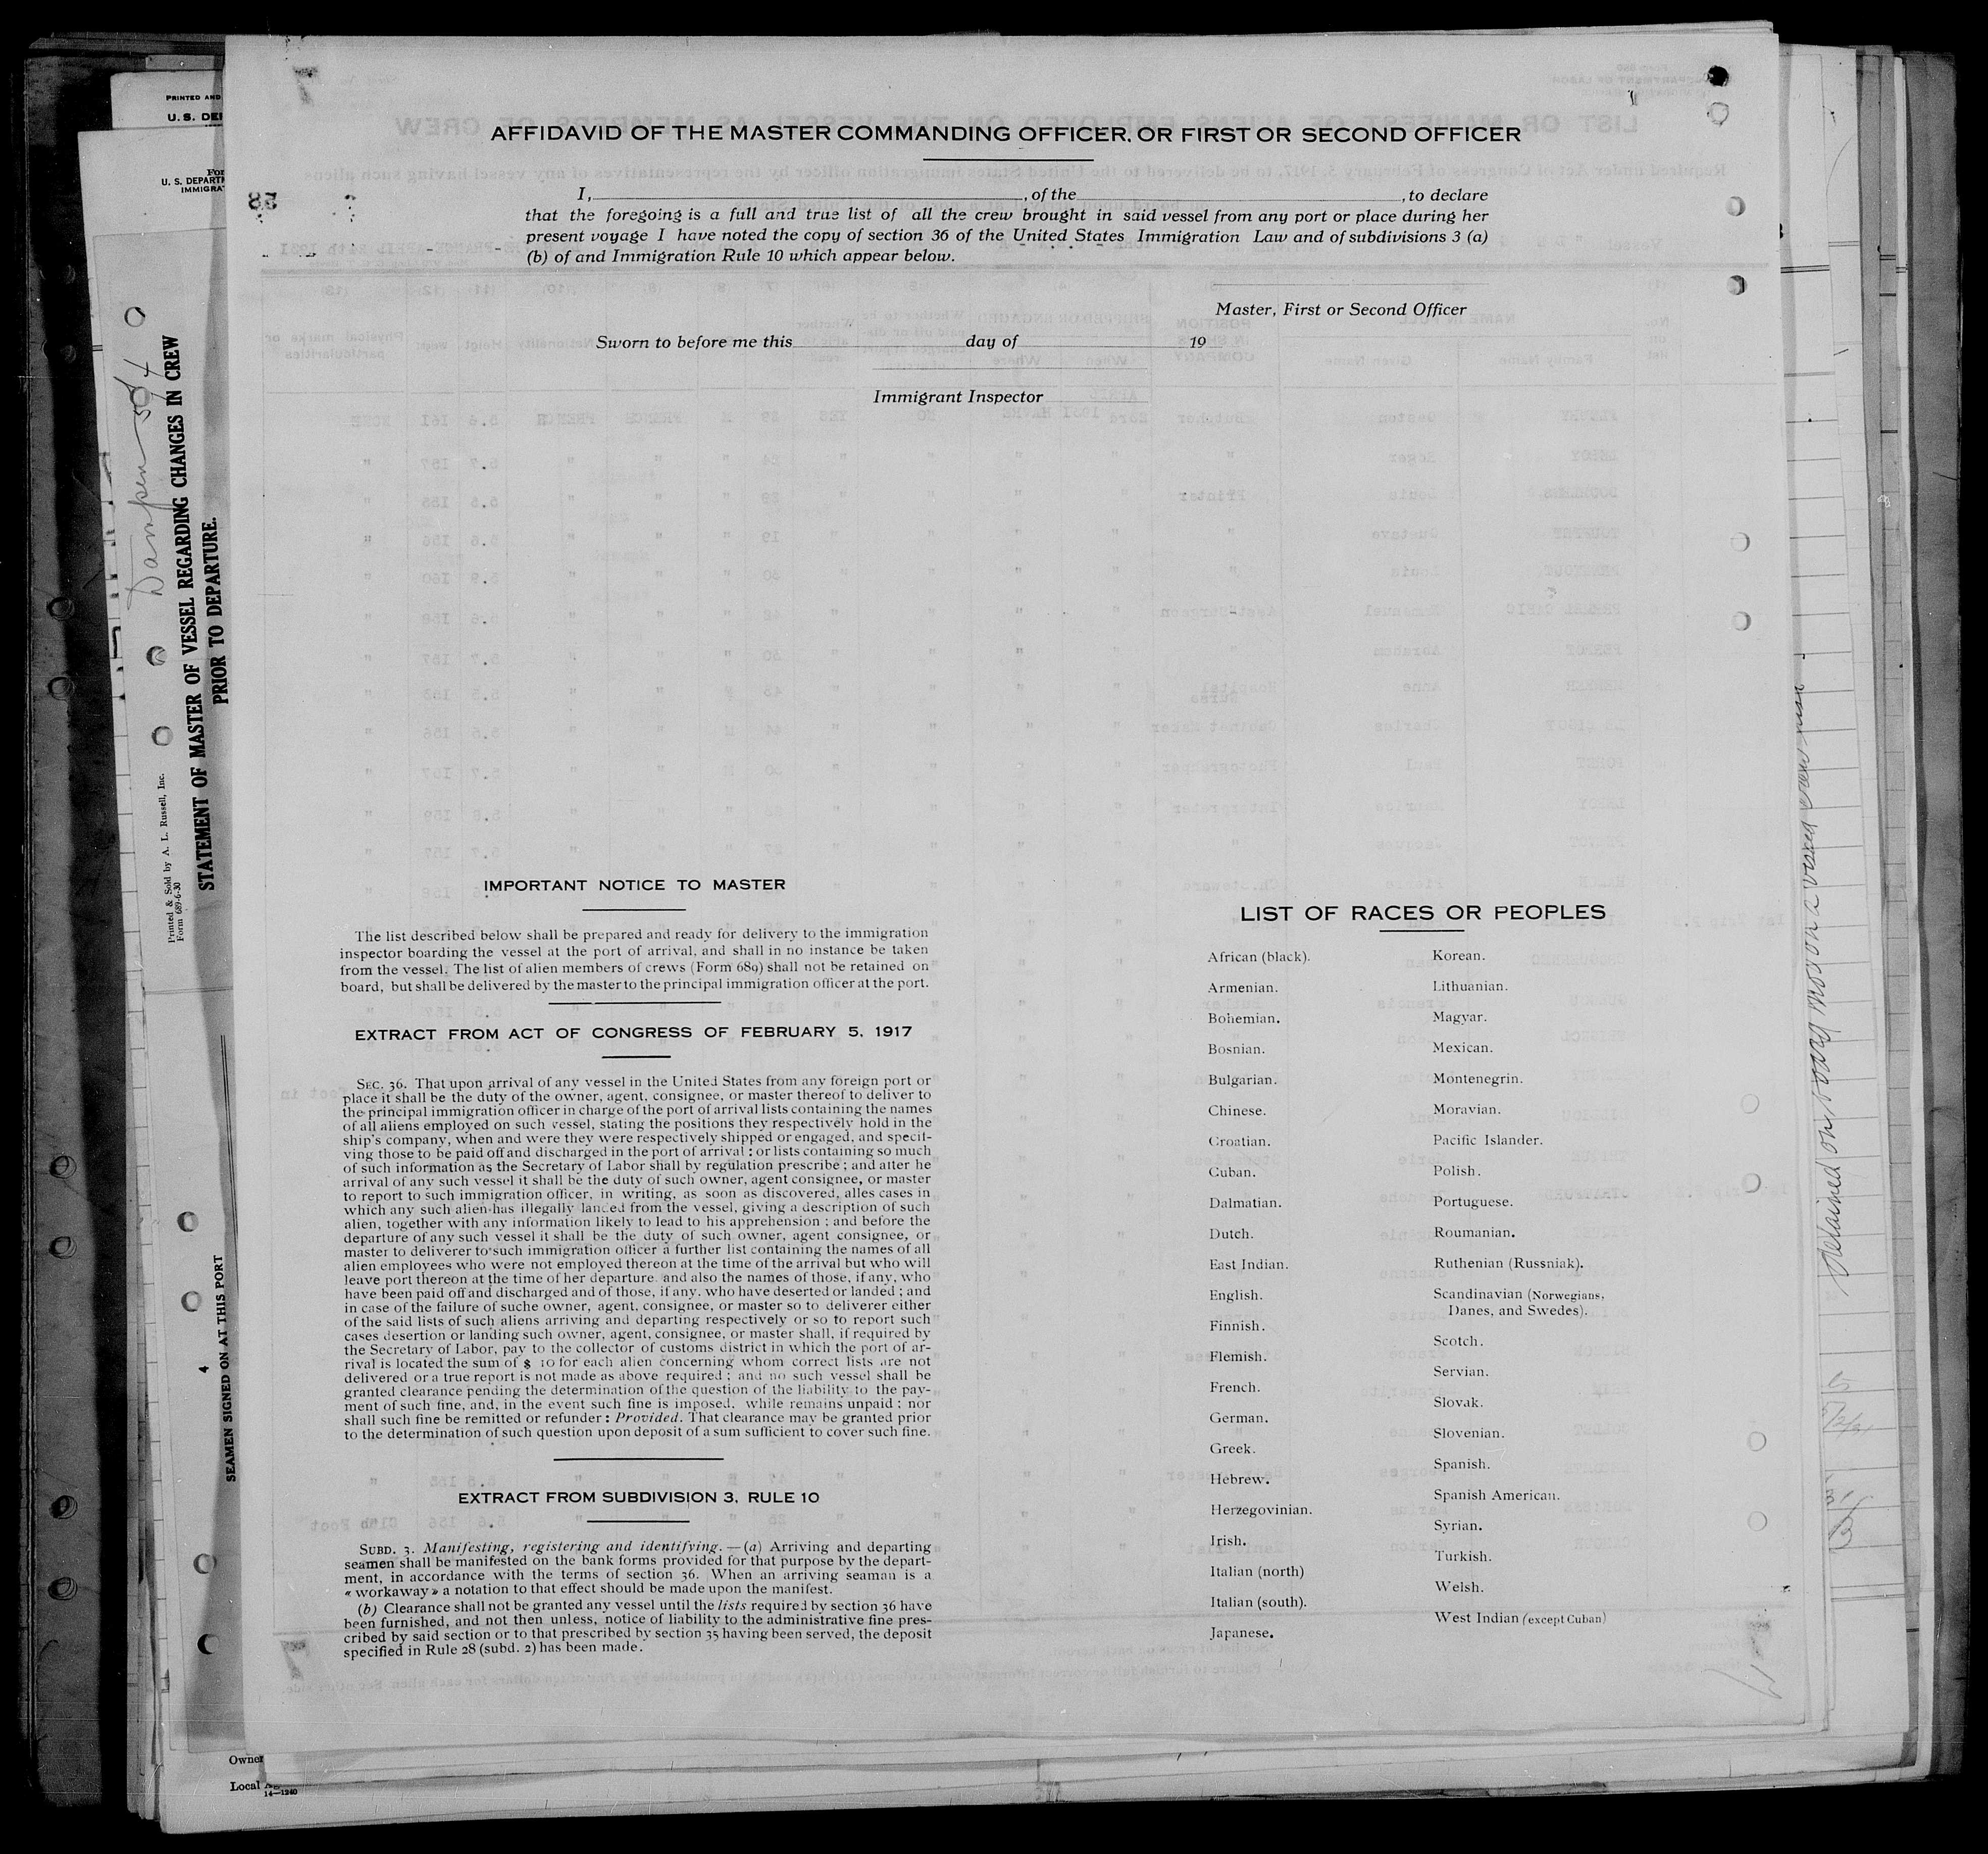 AFFIDAVID OF THE MASTER COMMANDING OFFICER. OR FIRST OR SECOND OFFICER
I, , of the , to declare
that the foregoing is a full and true list of all the crew brought in said vessel from any port or place during her
present voyage I have noted the copy of section 36 of the United States Immigration Law and of subdivisions 3 (a)
(b) of and Immigration Rule 10 which appear below.
Master, First or Second Officer
Sworn to before me this day of 19
Immigrant Inspector
IMPORTANT NOTICE TO MASTER
The list described below shall be prepared and ready for delivery to the immigration
inspector boarding the vessel at the port of arrival, and shall in no instance be taken
from the vessel. The list of alien members of crews (Form 689) shall not be retained on
board, but shall be delivered by the master to the principal immigration officer at the port.
EXTRACT FROM ACT OF CONGRESS OF FEBRUARY 5, 1917
SEC. 36. That upon arrival of any vessel in the United States from any foreign port or
place it shall be the duty of the owner, agent, consignee, or master thereof to deliver to
the principal immigration officer in charge of the port of arrival lists containing the names
of all aliens employed on such vessel, stating the positions they respectively hold in the
ship's company, when and were they were respectively shipped or engaged, and specit-
ving those to be paid off and discharged in the port of arrival : or lists containing so much
of such information as the Secretary of Labor shall by regulation prescribe ; and atter he
arrival of any such vessel it shall be the duty of such owner, agent consignee, or master
to report to such immigration officer, in writing, as soon as discovered, alles cases in
which any such alien has illegally landed from the vessel, giving a description of such
alien, together with any information likely to lead to his apprehension ; and before the
departure of any such vessel it shall be the duty of such owner, agent consignee, or
master to deliverer to such immigration officer a further list containing the names of all
alien employees who were not employed thereon at the time of the arrival but who will
leave port thereon at the time of her departure. and also the names of those, if any, who
have been paid off and discharged and of those, if any. who have deserted or landed ; and
in case of the failure of suche owner, agent, consignee, or master so to deliverer either
of the said lists of such aliens arriving and departing respectively or so to report such
cases desertion or landing such owner, agent, consignee, or master shall, if required by
the Secretary of Labor, pay to the collector of customs district in which the port of ar-
rival is located the sum of $ 10 for each alien concerning whom correct lists are not
delivered or a true report is not made as above required ; and no such vessel shall be
granted clearance pending the determination of the question of the liability to the pay-
ment of such fine, and, in the event such fine is imposed. while remains unpaid ; nor
shall such fine be remitted or refunder : Provided. That clearance may be granted prior
to the determination of such question upon deposit of a sum sufficient to cover such fine.
EXTRACT FROM SUBDIVISION 3, RULE 10
SUBD. 3. Manifesting, registering and identifying. — (a) Arriving and departing
seamen shall be manifested on the bank forms provided for that purpose by the depart-
ment, in accordance with the terms of section 36. When an arriving seaman is a
« workaway » a notation to that effect should be made upon the manifest.
(b) Clearance shall not be granted any vessel until the lists required by section 36 have
been furnished, and not then unless, notice of liability to the administrative fine pres-
cribed by said section or to that prescribed by section 35 having been served, the deposit
specified in Rule 28 (subd. 2) has been made.
LIST OF RACES OR PEOPLES
African (black).
Armenian.
Bohemian.
Bosnian.
Bulgarian.
Chinese.
Croatian.
Cuban.
Dalmatian.
Dutch.
East Indian.
English.
Finnish.
Flemish.
French.
German.
Greek.
Hebrew.
Herzegovinian.
Irish.
Italian (north)
Italian (south).
Japanese.
Korean.
Lithuanian.
Magyar.
Mexican.
Montenegrin.
Moravian.
Pacific Islander.
Polish.
Portuguese.
Roumanian.
Ruthenian (Russniak).
Scandinavian (Norwegians,
Danes, and Swedes).
Scotch.
Servian.
Slovak.
Slovenian.
Spanish.
Spanish American.
Syrian.
Turkish.
Welsh.
West Indian (except Cuban)
PRINTED AND
U. S. DE
For
U. S. DEPARTM
IMMIGRA
STATEMENT OF MASTER OF VESSEL REGARDING CHANGES IN CREW
PRIOR TO DEPARTURE.
Printed & Sold by A. L. Russell, Inc.
Form 689-6-30
4
SEAMEN SIGNED ON AT THIS PORT
Owner
Local A
14—1240